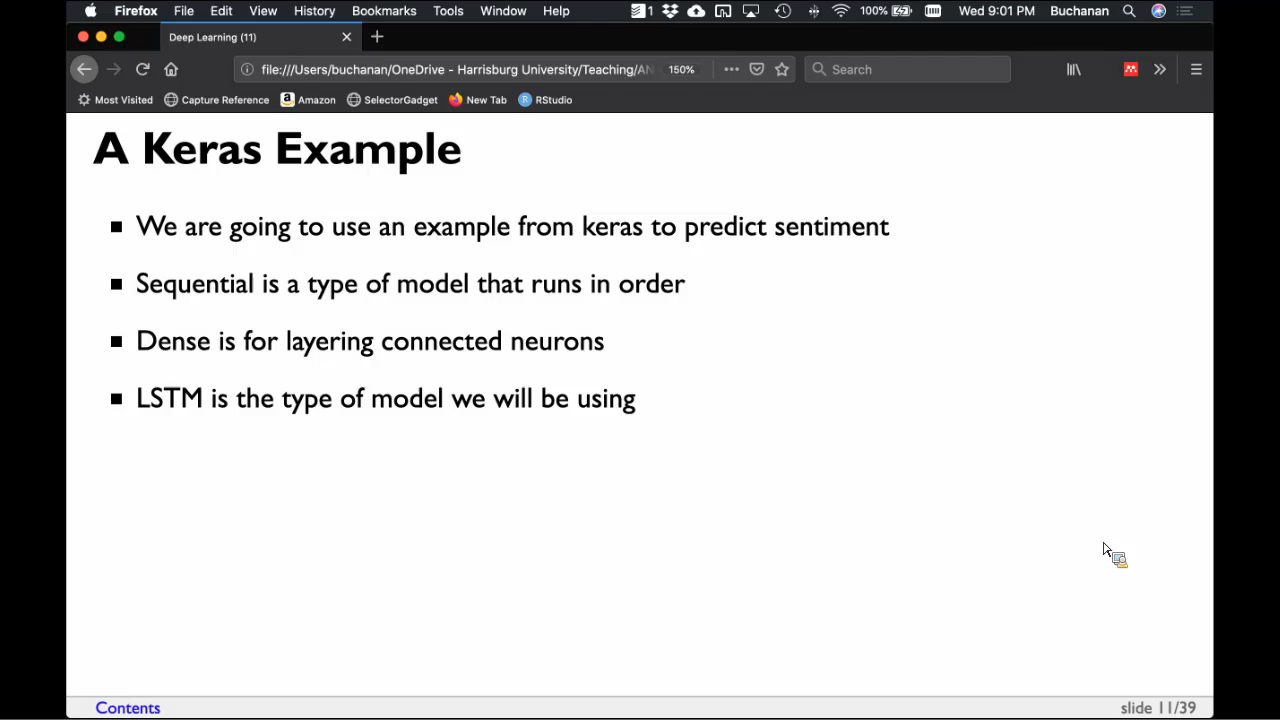 Firefox File Edit View History Bookmarks Tools Window Help 1 100% Wed 9:01 PM Buchanan
Deep Learning (11)
file:///Users/buchanan/OneDrive - Harrisburg University/Teaching/AN 150% Search
Most Visited Capture Reference Amazon SelectorGadget New Tab RStudio
A Keras Example
We are going to use an example from keras to predict sentiment
Sequential is a type of model that runs in order
Dense is for layering connected neurons
LSTM is the type of model we will be using
Contents slide 11/39